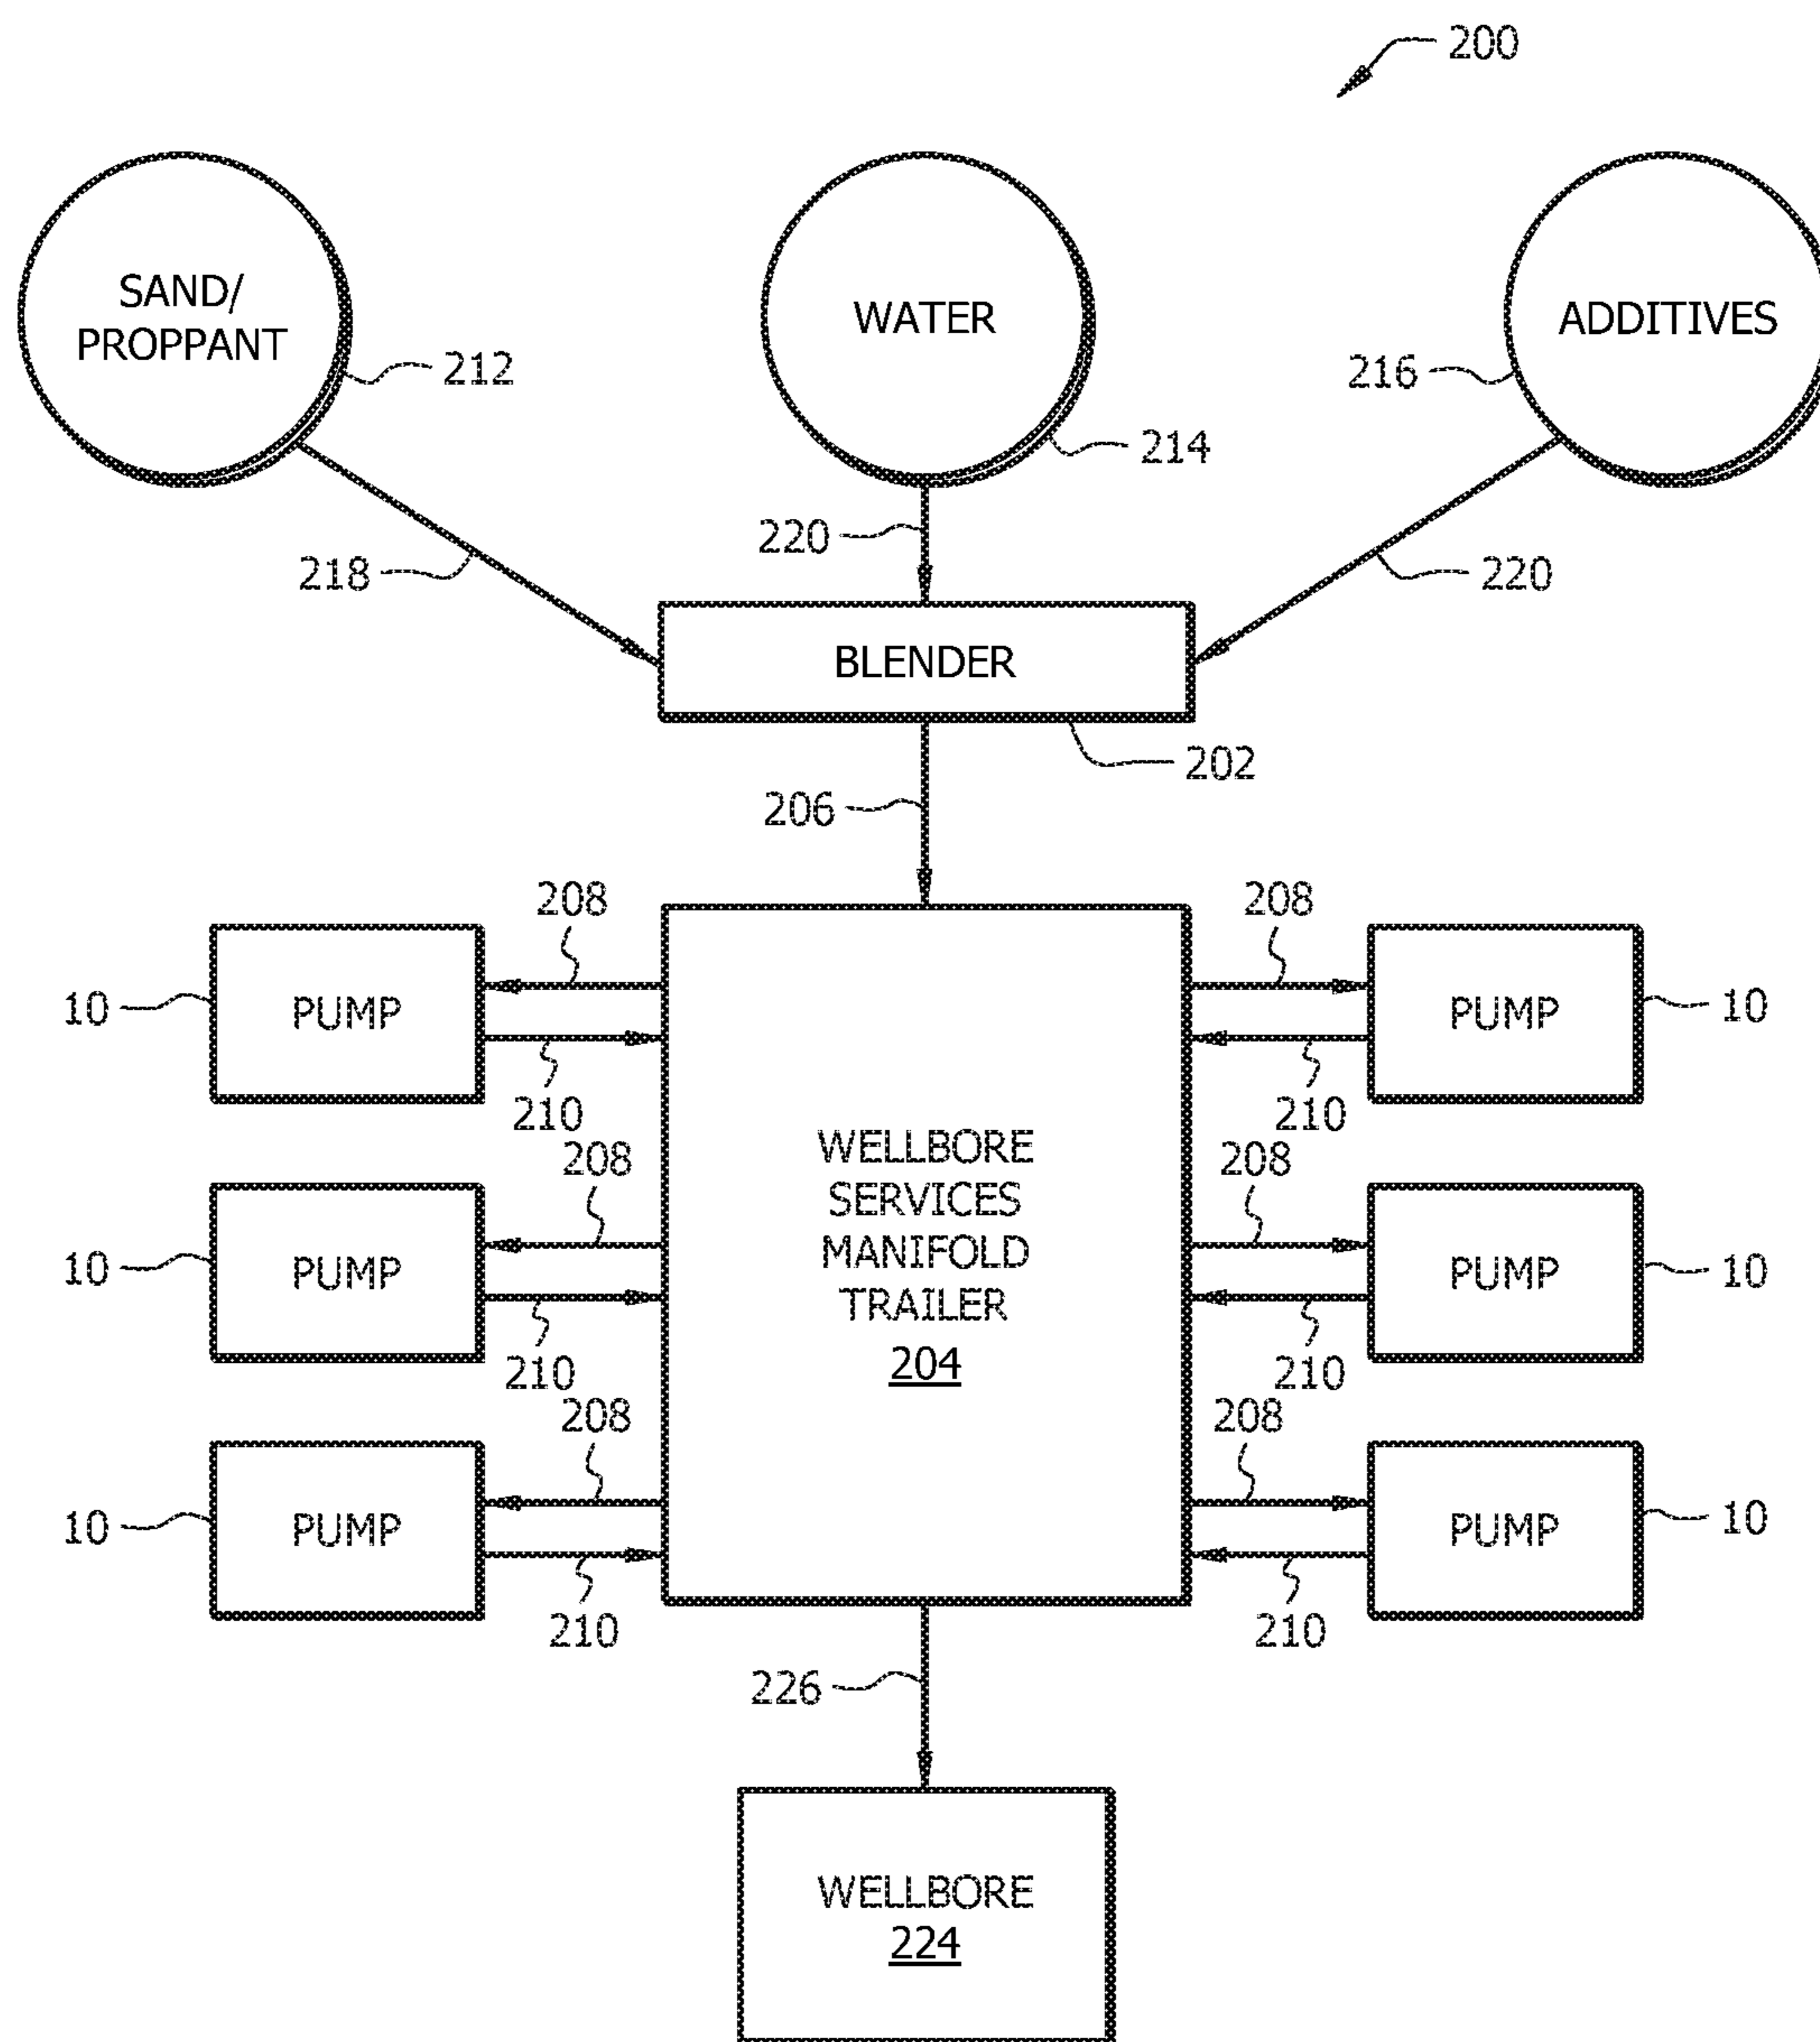 200
SAND/
PROPPANT
WATER
ADDITIVES
212
216
214
220
218
220
BLENDER
202
206
208
208
10
PUMP
PUMP
10
210
210
WELLBORE
SERVICES
MANIFOLD
TRAILER
204
208
208
10
PUMP
PUMP
10
210
210
208
208
10
PUMP
PUMP
10
210
210
226
WELLBORE
224